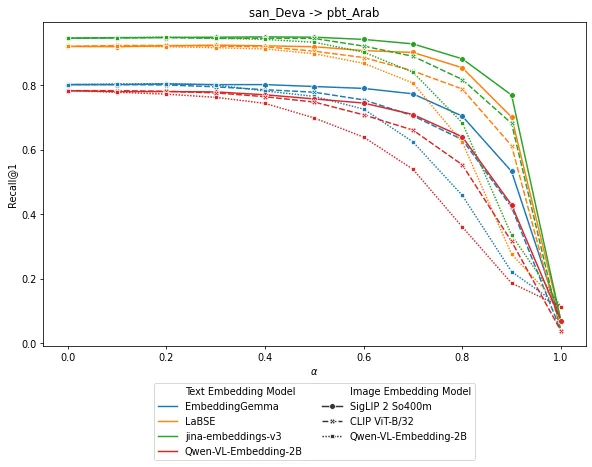 san_Deva -> pbt_Arab
Recall@1
0.8
0.6
0.4
0.2
0.0
0.0 0.2 0.4 0.6 0.8 1.0
α
Text Embedding Model
EmbeddingGemma
LaBSE
jina-embeddings-v3
Qwen-VL-Embedding-2B
Image Embedding Model
SigLIP 2 So400m
CLIP ViT-B/32
Qwen-VL-Embedding-2B